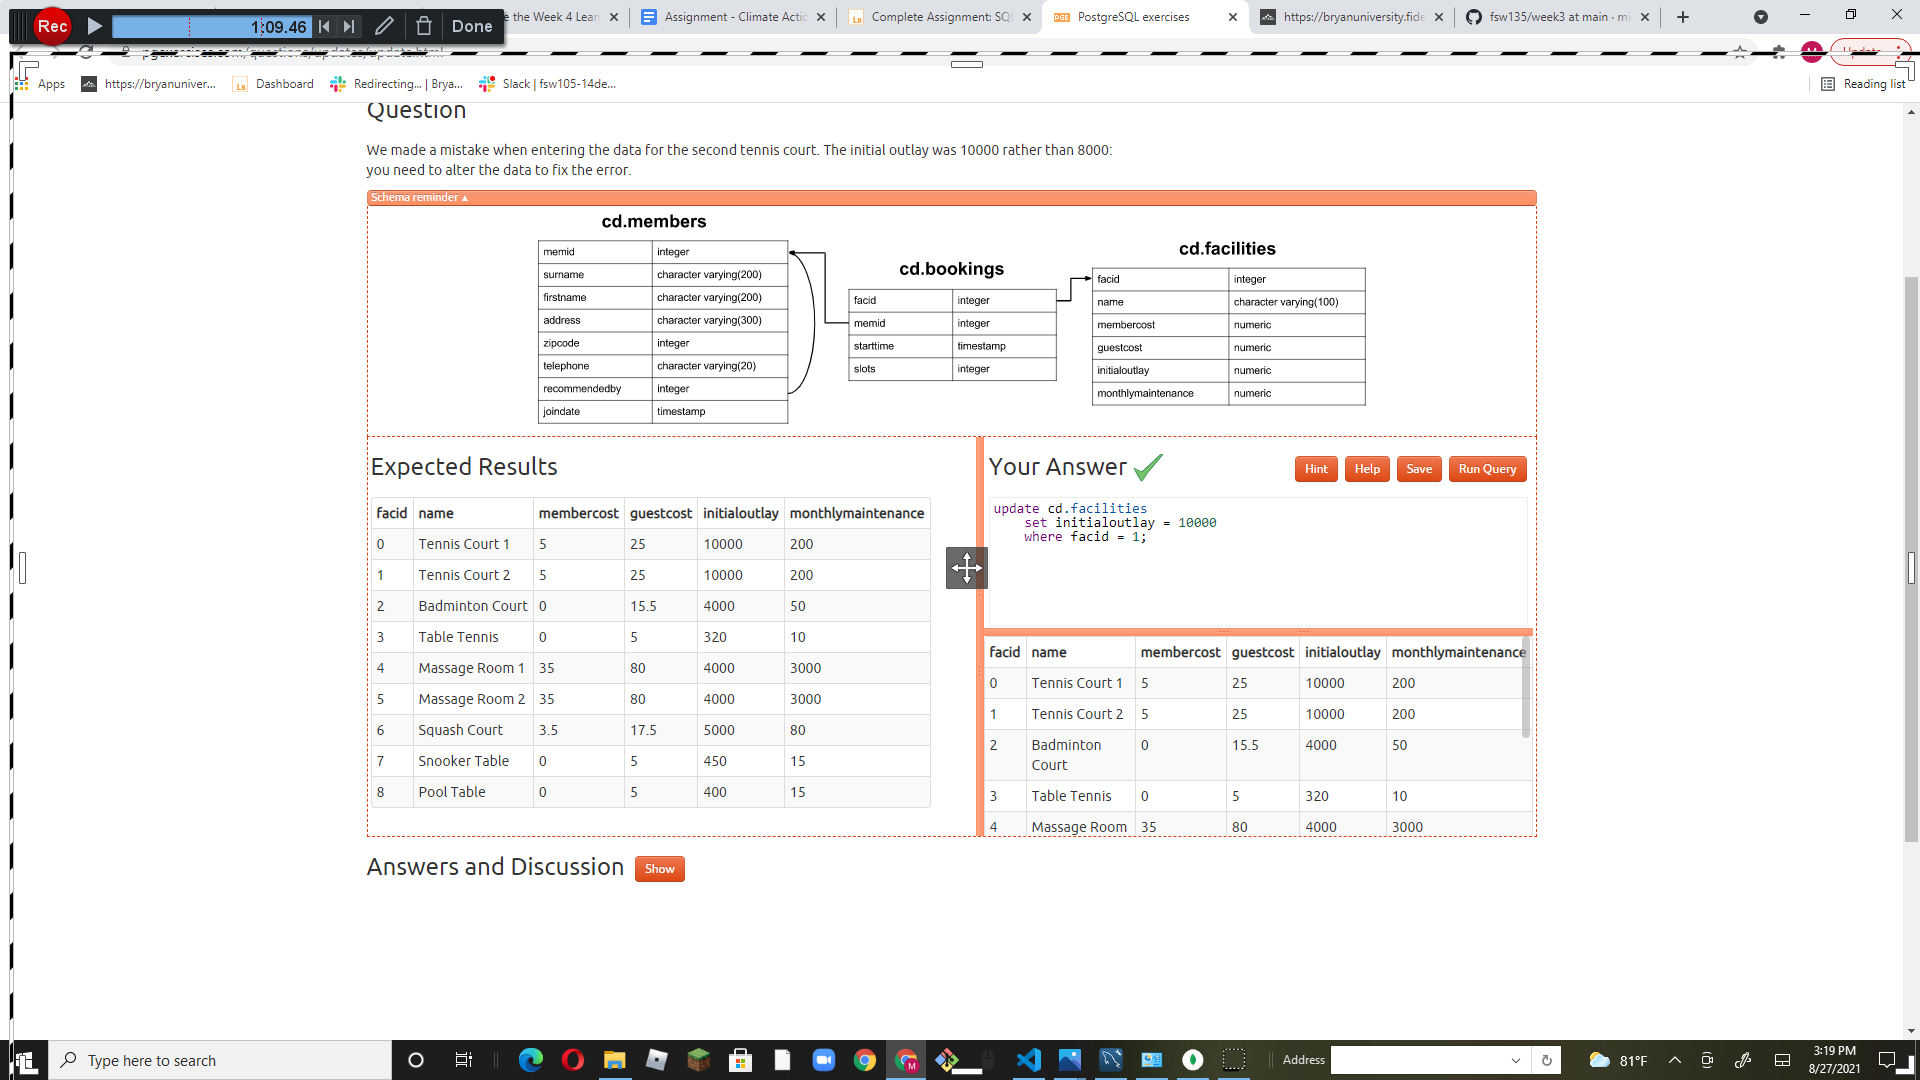 Rec
1:09.46
Done
e the Week 4 Lear
Assignment - Climate Actic
Complete Assignment: SQ
PGE
PostgreSQL exercises
https://bryanuniversity.fide
fsw135/week3 at main · m
Apps
https://bryanuniver...
Dashboard
Redirecting... | Brya...
Slack | fsw105-14de...
Reading list
Question
We made a mistake when entering the data for the second tennis court. The initial outlay was 10000 rather than 8000:
you need to alter the data to fix the error.
Schema reminder ▲
cd.members
memid integer
surname character varying(200)
firstname character varying(200)
address character varying(300)
zipcode integer
telephone character varying(20)
recommendedby integer
joindate timestamp
cd.bookings
facid integer
memid integer
starttime timestamp
slots integer
cd.facilities
facid integer
name character varying(100)
membercost numeric
guestcost numeric
initialoutlay numeric
monthlymaintenance numeric
Expected Results
facid name membercost guestcost initialoutlay monthlymaintenance
0 Tennis Court 1 5 25 10000 200
1 Tennis Court 2 5 25 10000 200
2 Badminton Court 0 15.5 4000 50
3 Table Tennis 0 5 320 10
4 Massage Room 1 35 80 4000 3000
5 Massage Room 2 35 80 4000 3000
6 Squash Court 3.5 17.5 5000 80
7 Snooker Table 0 5 450 15
8 Pool Table 0 5 400 15
Your Answer
Hint
Help
Save
Run Query
update cd.facilities
set initialoutlay = 10000
where facid = 1;
facid name membercost guestcost initialoutlay monthlymaintenance
0 Tennis Court 1 5 25 10000 200
1 Tennis Court 2 5 25 10000 200
2 Badminton Court 0 15.5 4000 50
3 Table Tennis 0 5 320 10
4 Massage Room 35 80 4000 3000
Answers and Discussion
Show
Type here to search
Address
81°F
3:19 PM
8/27/2021